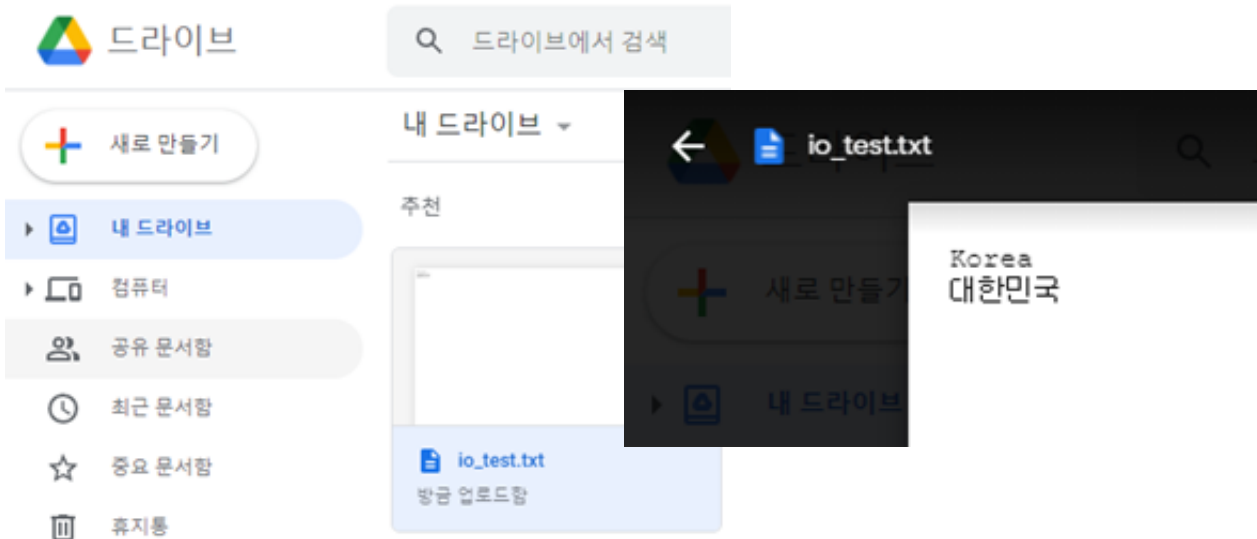 드라이브
드라이브에서 검색
새로 만들기
내 드라이브
컴퓨터
공유 문서함
최근 문서함
중요 문서함
휴지통
내 드라이브
추천
io_test.txt
방금 업로드함
io_test.txt
새로 만들기
내 드라이브
Korea
대한민국